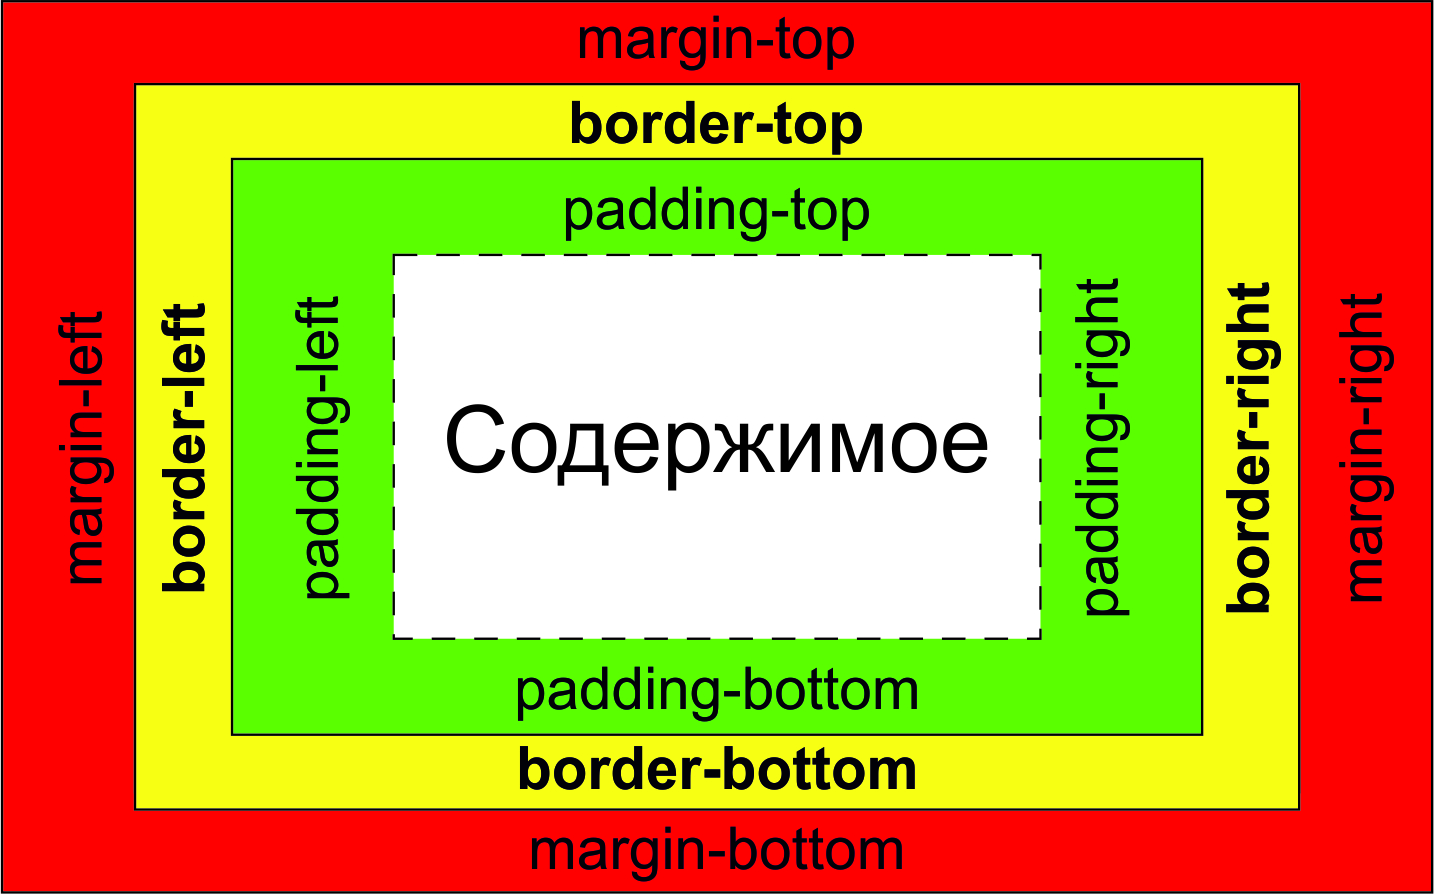 margin-top
border-top
padding-top
margin-left
border-left
padding-left
Содержимое
padding-right
border-right
margin-right
padding-bottom
border-bottom
margin-bottom